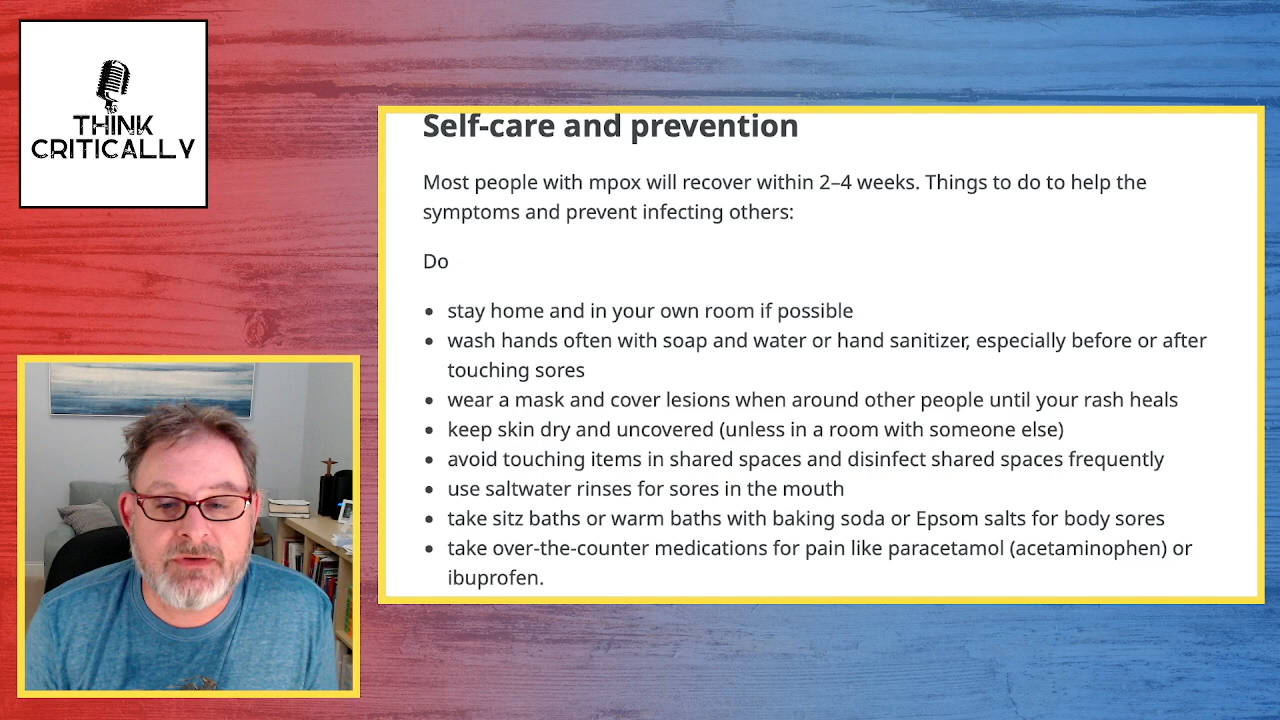 THINK
CRITICALLY
Self-care and prevention
Most people with mpox will recover within 2–4 weeks. Things to do to help the
symptoms and prevent infecting others:
Do
• stay home and in your own room if possible
• wash hands often with soap and water or hand sanitizer, especially before or after
touching sores
• wear a mask and cover lesions when around other people until your rash heals
• keep skin dry and uncovered (unless in a room with someone else)
• avoid touching items in shared spaces and disinfect shared spaces frequently
• use saltwater rinses for sores in the mouth
• take sitz baths or warm baths with baking soda or Epsom salts for body sores
• take over-the-counter medications for pain like paracetamol (acetaminophen) or
ibuprofen.